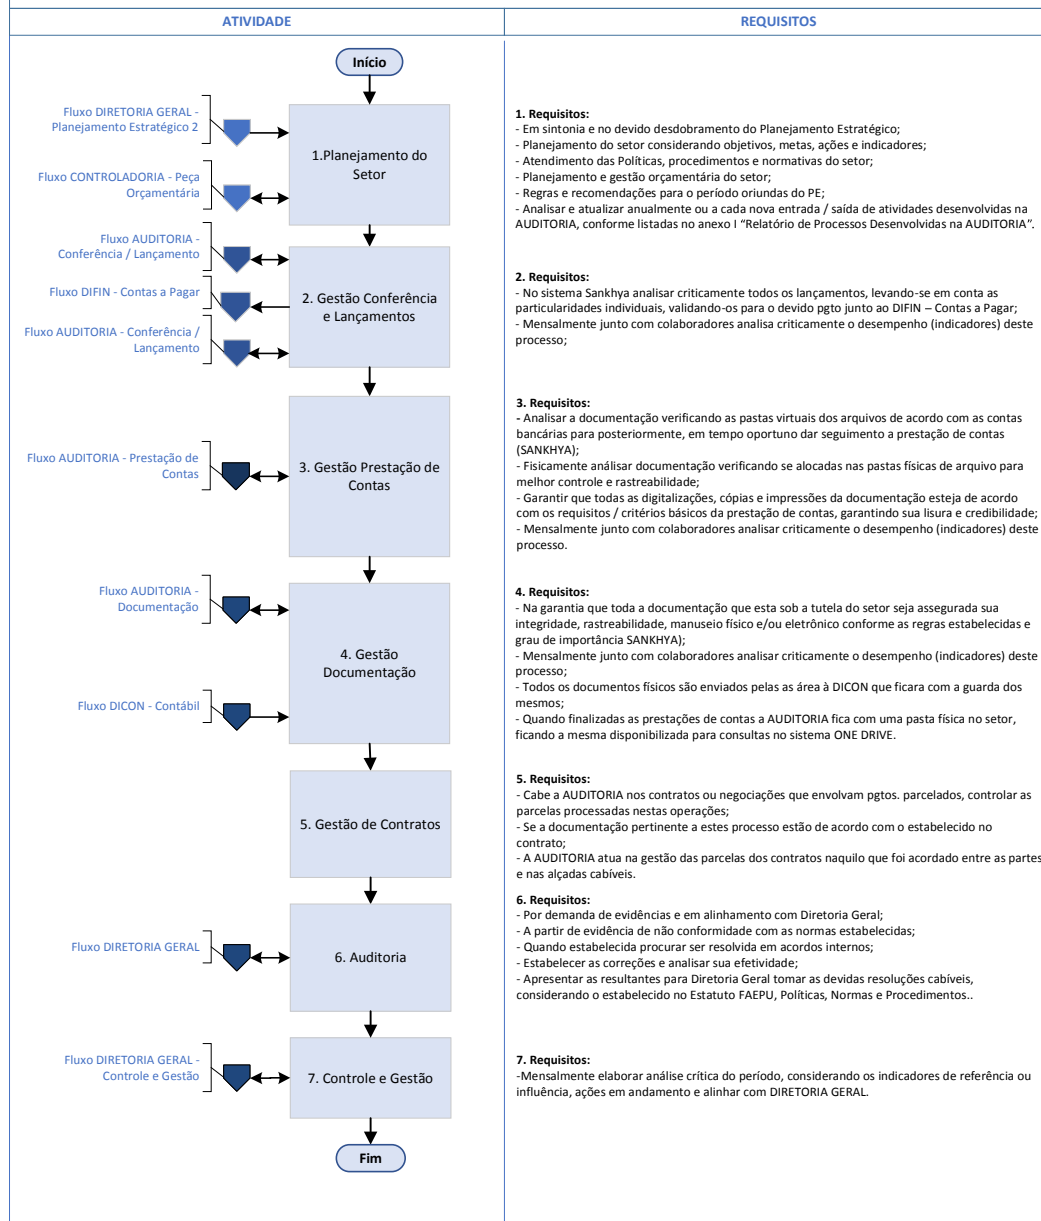 ATIVIDADE
REQUISITOS
Início
Fluxo DIRETORIA GERAL -
Planejamento Estratégico 2
1.Planejamento do
Setor
Fluxo CONTROLADORIA - Peça
Orçamentária
1. Requisitos:
- Em sintonia e no devido desdobramento do Planejamento Estratégico;
- Planejamento do setor considerando objetivos, metas, ações e indicadores;
- Atendimento das Políticas, procedimentos e normativas do setor;
- Planejamento e gestão orçamentária do setor;
- Regras e recomendações para o período oriundas do PE;
- Analisar e atualizar anualmente ou a cada nova entrada / saída de atividades desenvolvidas na
AUDITORIA, conforme listadas no anexo I “Relatório de Processos Desenvolvidas na AUDITORIA”.
Fluxo AUDITORIA -
Conferência / Lançamento
Fluxo DIFIN - Contas a Pagar
2. Gestão Conferência
e Lançamentos
Fluxo AUDITORIA - Conferência /
Lançamento
2. Requisitos:
- No sistema Sankhya analisar criticamente todos os lançamentos, levando-se em conta as
particularidades individuais, validando-os para o devido pgto junto ao DIFIN – Contas a Pagar;
- Mensalmente junto com colaboradores analisa criticamente o desempenho (indicadores) deste
processo;
Fluxo AUDITORIA - Prestação de
Contas
3. Gestão Prestação de
Contas
3. Requisitos:
- Analisar a documentação verificando as pastas virtuais dos arquivos de acordo com as contas
bancárias para posteriormente, em tempo oportuno dar seguimento a prestação de contas
(SANKHYA);
- Fisicamente análisar documentação verificando se alocadas nas pastas físicas de arquivo para
melhor controle e rastreabilidade;
- Garantir que todas as digitalizações, cópias e impressões da documentação esteja de acordo
com os requisitos / critérios básicos da prestação de contas, garantindo sua lisura e credibilidade;
- Mensalmente junto com colaboradores analisar criticamente o desempenho (indicadores) deste
processo.
Fluxo AUDITORIA -
Documentação
4. Gestão
Documentação
Fluxo DICON - Contábil
4. Requisitos:
- Na garantia que toda a documentação que esta sob a tutela do setor seja assegurada sua
integridade, rastreabilidade, manuseio físico e/ou eletrônico conforme as regras estabelecidas e
grau de importância SANKHYA);
- Mensalmente junto com colaboradores analisar criticamente o desempenho (indicadores) deste
processo;
- Todos os documentos físicos são enviados pelas as área à DICON que ficara com a guarda dos
mesmos;
- Quando finalizadas as prestações de contas a AUDITORIA fica com uma pasta física no setor,
ficando a mesma disponibilizada para consultas no sistema ONE DRIVE.
5. Gestão de Contratos
5. Requisitos:
- Cabe a AUDITORIA nos contratos ou negociações que envolvam pgtos. parcelados, controlar as
parcelas processadas nestas operações;
- Se a documentação pertinente a estes processo estão de acordo com o estabelecido no
contrato;
- A AUDITORIA atua na gestão das parcelas dos contratos naquilo que foi acordado entre as partes
e nas alçadas cabíveis.
Fluxo DIRETORIA GERAL
6. Auditoria
6. Requisitos:
- Por demanda de evidências e em alinhamento com Diretoria Geral;
- A partir de evidência de não conformidade com as normas estabelecidas;
- Quando estabelecida procurar ser resolvida em acordos internos;
- Estabelecer as correções e analisar sua efetividade;
- Apresentar as resultantes para Diretoria Geral tomar as devidas resoluções cabíveis,
considerando o estabelecido no Estatuto FAEPU, Políticas, Normas e Procedimentos..
Fluxo DIRETORIA GERAL -
Controle e Gestão
7. Controle e Gestão
7. Requisitos:
-Mensalmente elaborar análise crítica do período, considerando os indicadores de referência ou
influência, ações em andamento e alinhar com DIRETORIA GERAL.
Fim